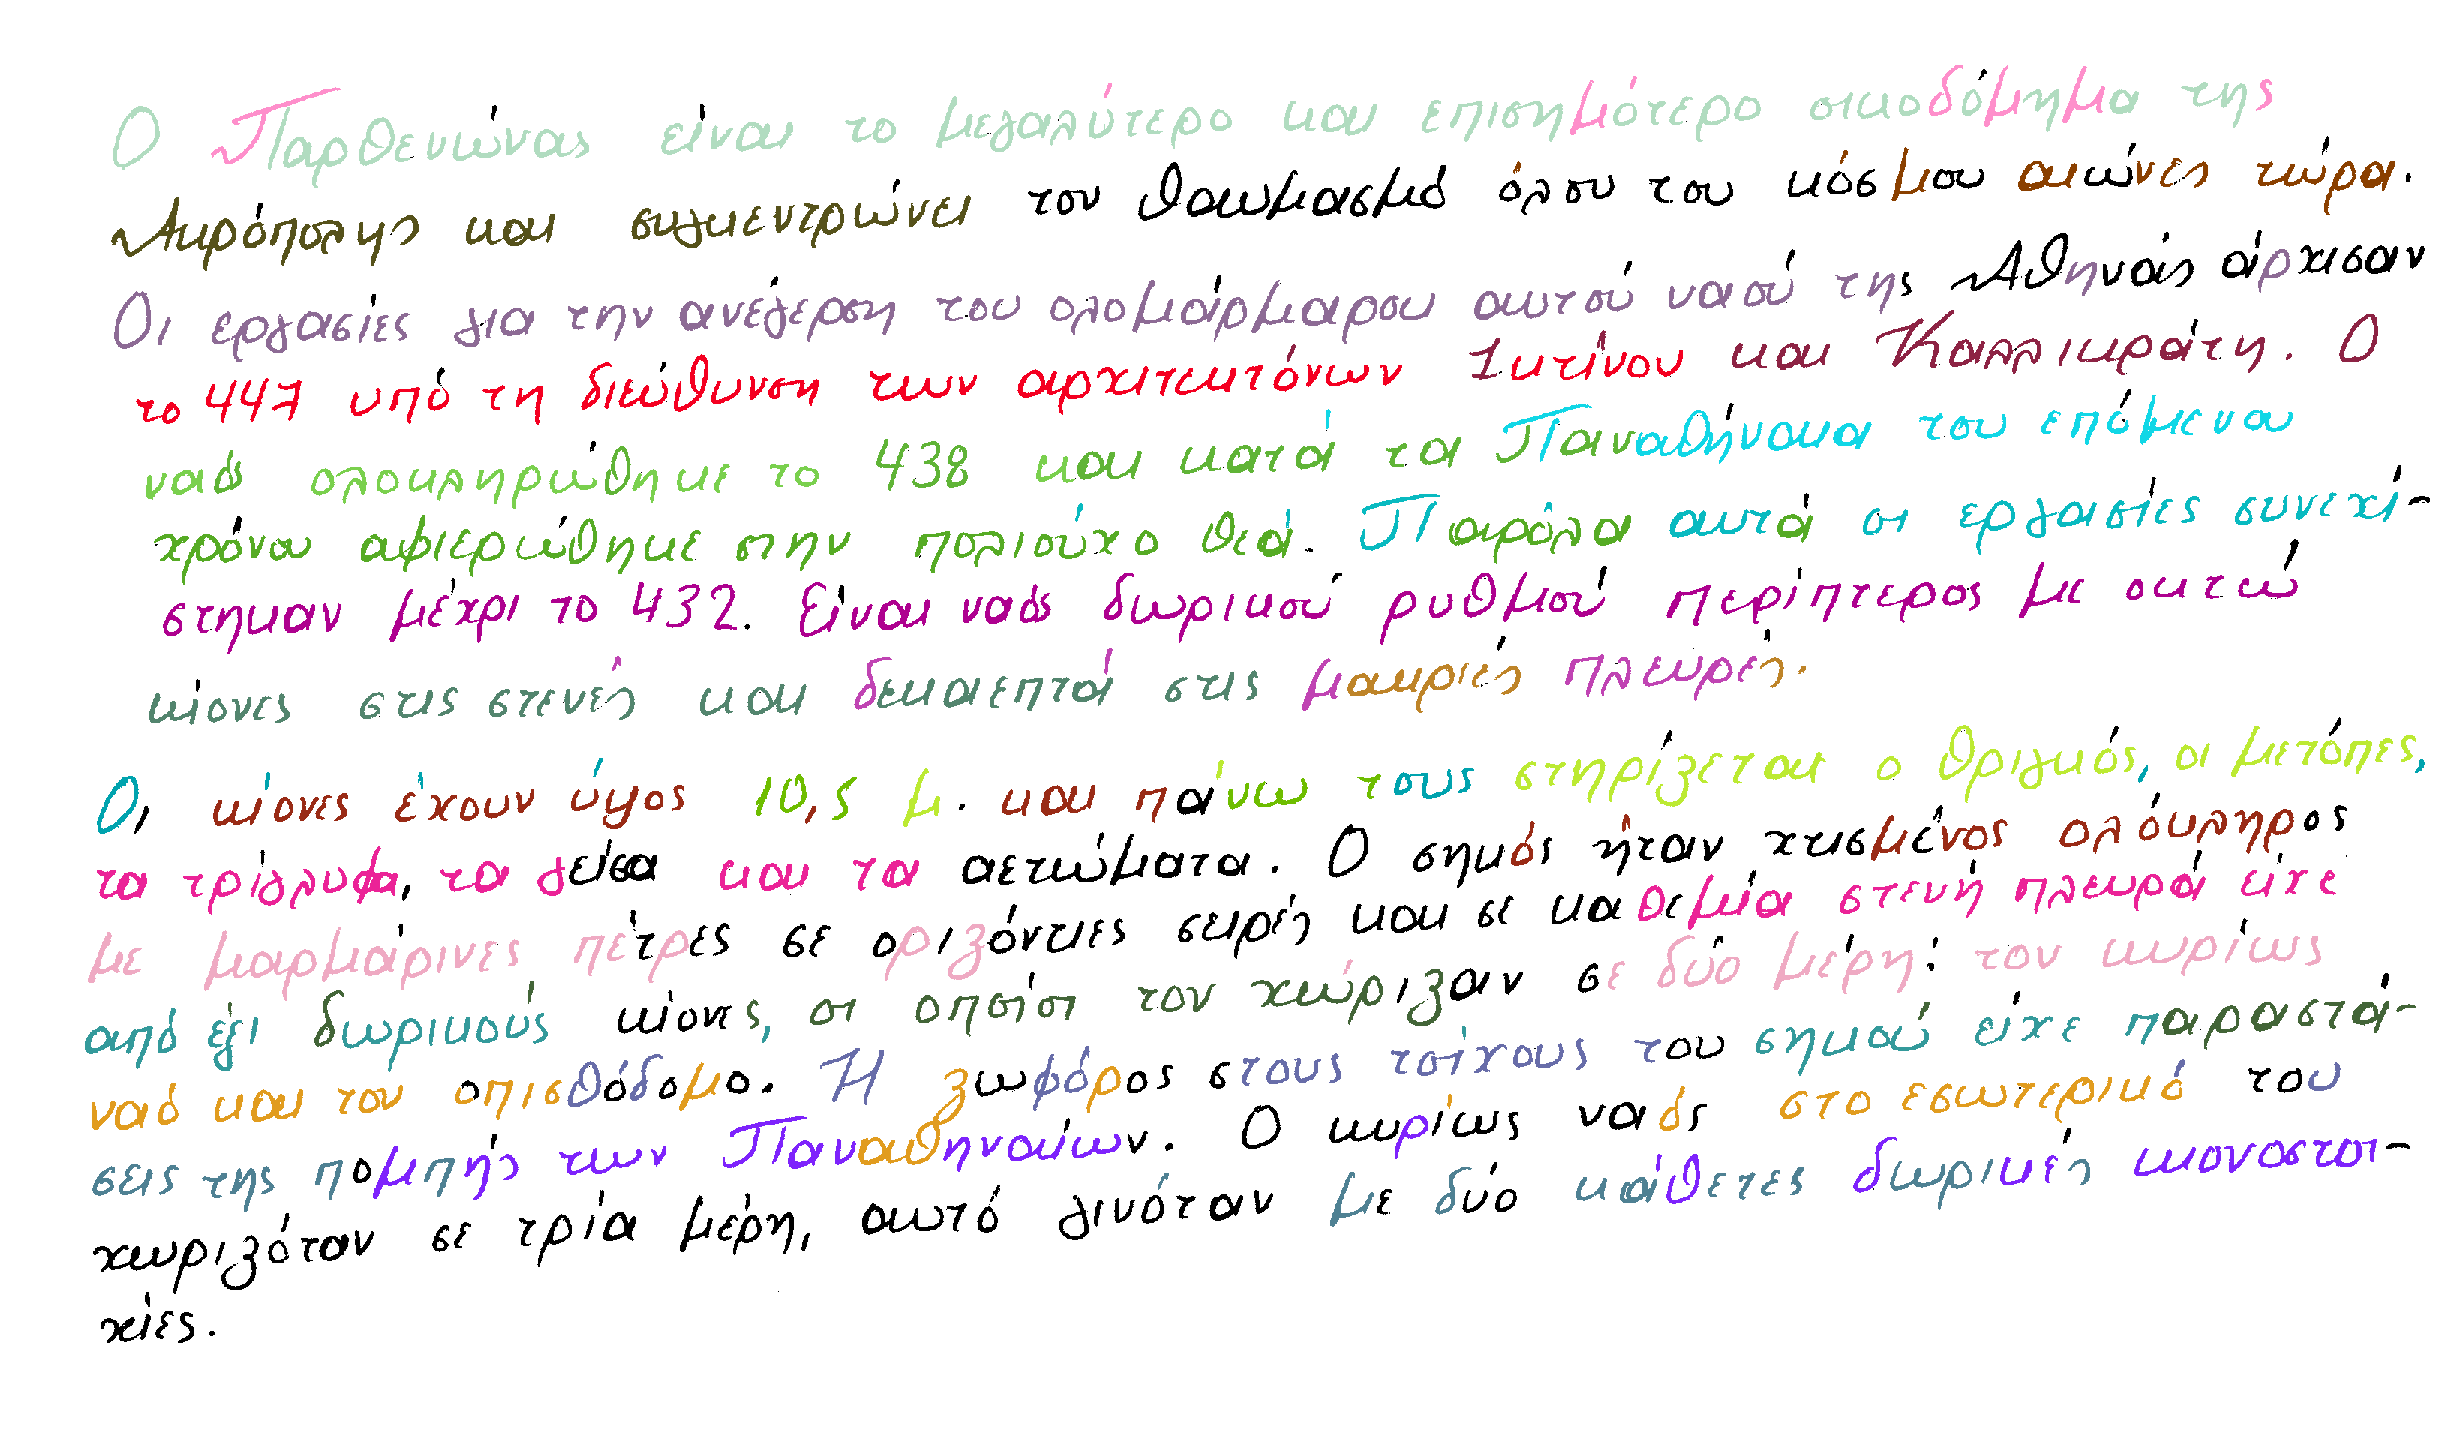 Ο Παρθενώνας είναι το μεγαλύτερο και επισημότερο οικοδόμημα της
Ακρόπολης και συγκεντρώνει τον θαυμασμό όλου του κόσμου αιώνες τώρα.
Οι εργασίες για την ανέγερση του ολομάρμαρου αυτού ναού της Αθηνάς άρχισαν
το 447 υπό τη διεύθυνση των αρχιτεκτόνων Ικτίνου και Καλλικράτη. Ο
ναός ολοκληρώθηκε το 438 και κατά τα Παναθήναια του επόμενου
χρόνου αφιερώθηκε στην πολιούχο θεά. Παρόλα αυτά οι εργασίες συνεχί-
στηκαν μέχρι το 432. Είναι ναός δωρικού ρυθμού περίπτερος με οκτώ
κίονες στις στενές και δεκαεπτά στις μακριές πλευρές.
Οι κίονες έχουν ύψος 10,5 μ. και πάνω τους στηρίζεται ο θριγκός, οι μετόπες,
τα τρίγλυφα, τα γείσα και τα αετώματα. Ο σηκός ήταν χτισμένος ολόκληρος
με μαρμάρινες πέτρες σε οριζόντιες σειρές και σε καθεμία στενή πλευρά είχε
από έξι δωρικούς κίονες, οι οποίοι τον χώριζαν σε δύο μέρη: τον κυρίως
ναό και τον οπισθόδομο. Η ζωφόρος στους τοίχους του σηκού είχε παραστά-
σεις της πομπής των Παναθηναίων. Ο κυρίως ναός στο εσωτερικό του
χωριζόταν σε τρία μέρη, αυτό γινόταν με δύο κάθετες δωρικές κιονοστοι-
χίες.